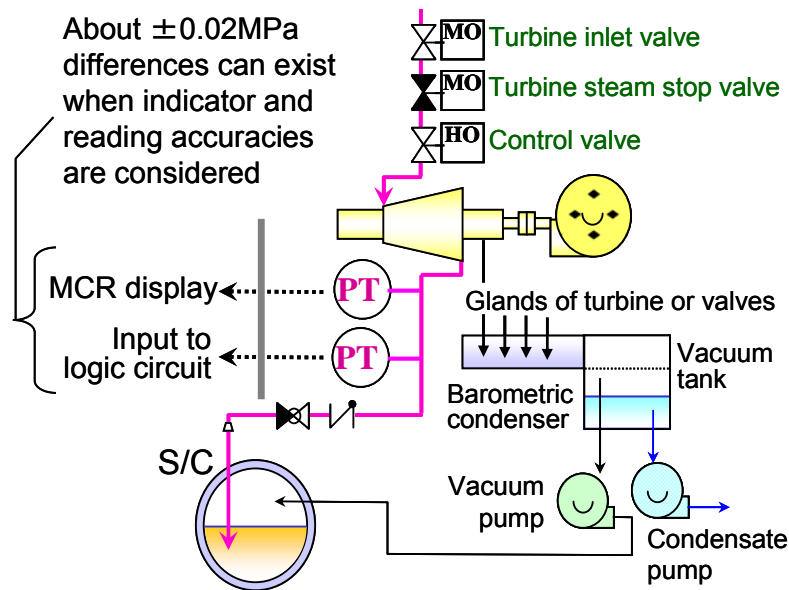 About ±0.02MPa
differences can exist
when indicator and
reading accuracies
are considered
MO
Turbine inlet valve
MO
Turbine steam stop valve
HO
Control valve
MCR display
PT
Input to
logic circuit
PT
Glands of turbine or valves
Barometric
condenser
Vacuum
tank
S/C
Vacuum
pump
Condensate
pump